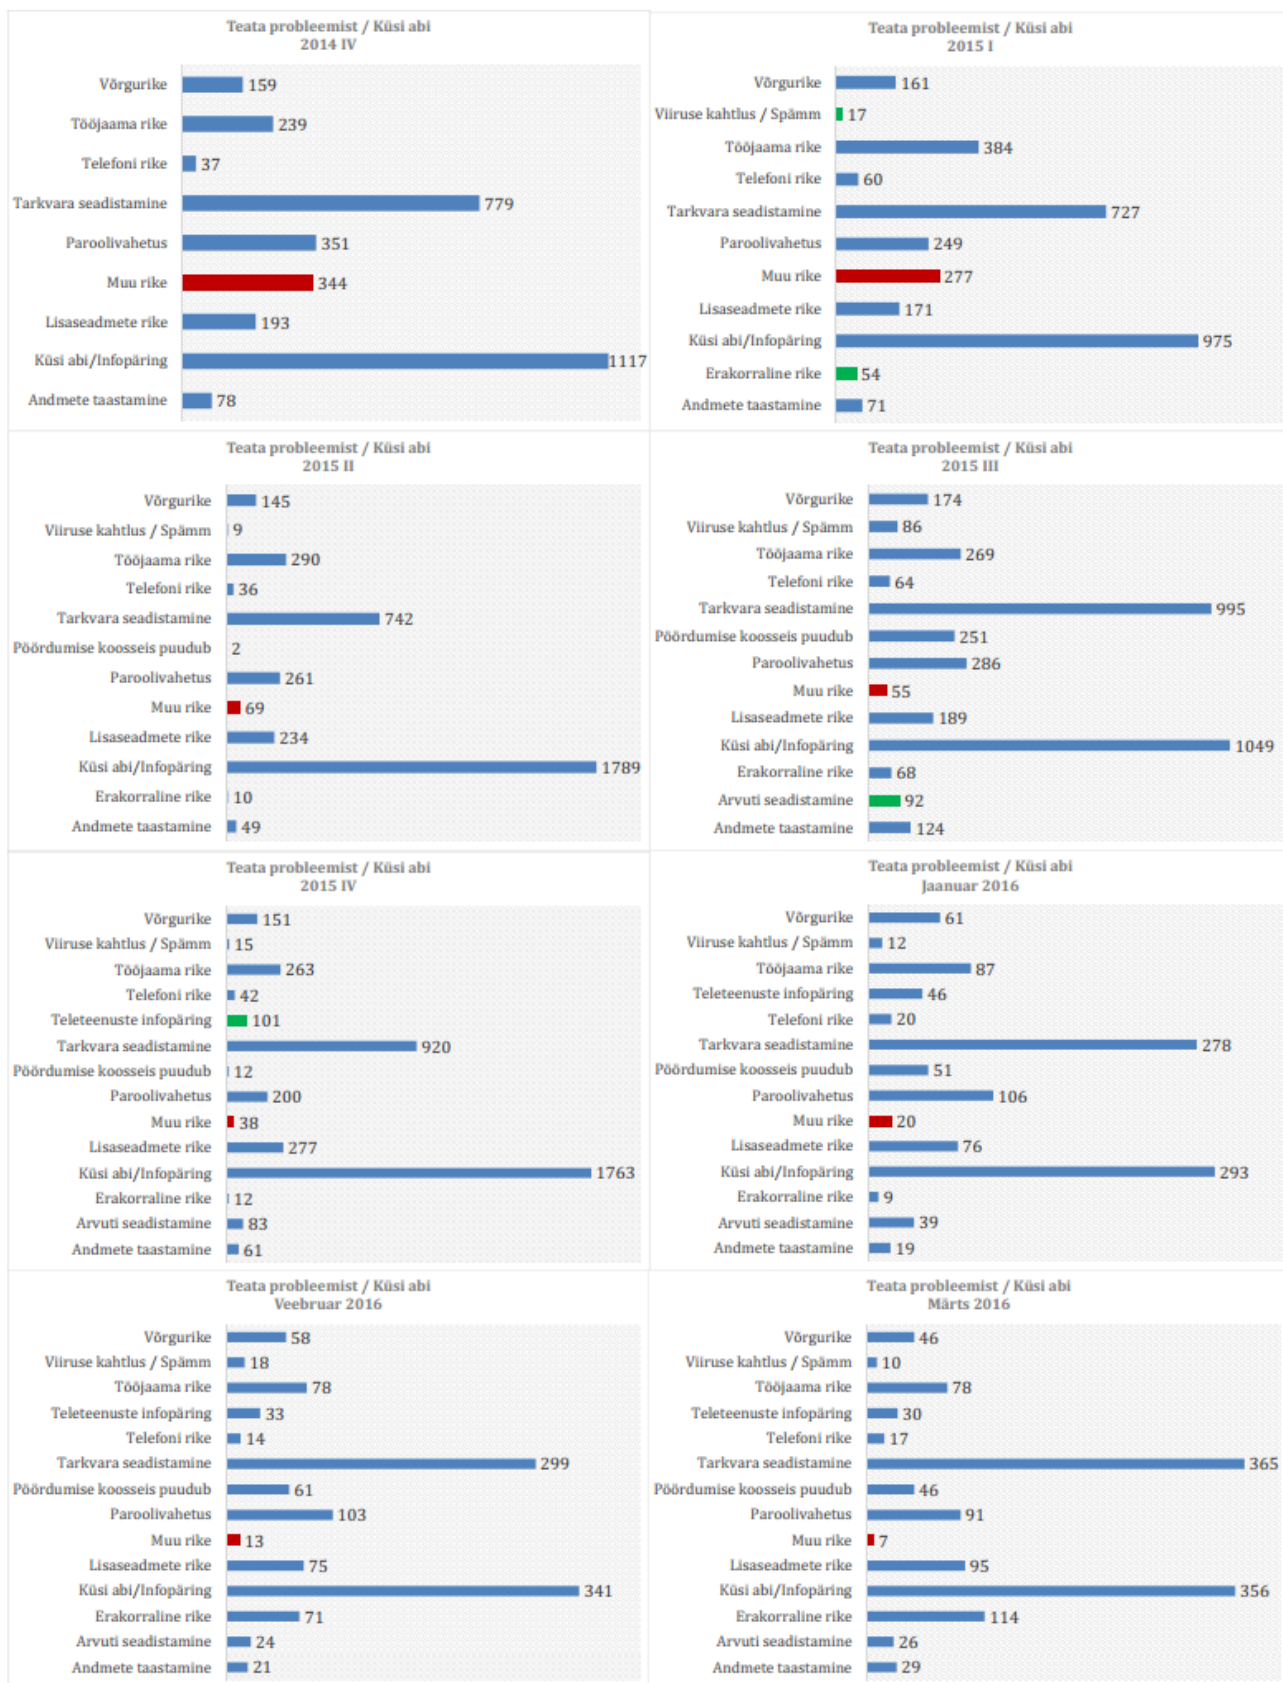 Teata probleemist / Küsi abi
2014 IV
Võrgurike 159
Tööjaama rike 239
Telefoni rike 37
Tarkvara seadistamine 779
Paroolivahetus 351
Muu rike 344
Lisaseadmete rike 193
Küsi abi/Infopäring 1117
Andmete taastamine 78
Teata probleemist / Küsi abi
2015 I
Võrgurike 161
Viiruse kahtlus / Spämm 17
Tööjaama rike 384
Telefoni rike 60
Tarkvara seadistamine 727
Paroolivahetus 249
Muu rike 277
Lisaseadmete rike 171
Küsi abi/Infopäring 975
Erakorraline rike 54
Andmete taastamine 71
Teata probleemist / Küsi abi
2015 II
Võrgurike 145
Viiruse kahtlus / Spämm 9
Tööjaama rike 290
Telefoni rike 36
Tarkvara seadistamine 742
Pöördumise koosseis puudub 2
Paroolivahetus 261
Muu rike 69
Lisaseadmete rike 234
Küsi abi/Infopäring 1789
Erakorraline rike 10
Andmete taastamine 49
Teata probleemist / Küsi abi
2015 III
Võrgurike 174
Viiruse kahtlus / Spämm 86
Tööjaama rike 269
Telefoni rike 64
Tarkvara seadistamine 995
Pöördumise koosseis puudub 251
Paroolivahetus 286
Muu rike 55
Lisaseadmete rike 189
Küsi abi/Infopäring 1049
Erakorraline rike 68
Arvuti seadistamine 92
Andmete taastamine 124
Teata probleemist / Küsi abi
2015 IV
Võrgurike 151
Viiruse kahtlus / Spämm 15
Tööjaama rike 263
Telefoni rike 42
Teleteenuste infopäring 101
Tarkvara seadistamine 920
Pöördumise koosseis puudub 12
Paroolivahetus 200
Muu rike 38
Lisaseadmete rike 277
Küsi abi/Infopäring 1763
Erakorraline rike 12
Arvuti seadistamine 83
Andmete taastamine 61
Teata probleemist / Küsi abi
Jaanuar 2016
Võrgurike 61
Viiruse kahtlus / Spämm 12
Tööjaama rike 87
Teleteenuste infopäring 46
Telefoni rike 20
Tarkvara seadistamine 278
Pöördumise koosseis puudub 51
Paroolivahetus 106
Muu rike 20
Lisaseadmete rike 76
Küsi abi/Infopäring 293
Erakorraline rike 9
Arvuti seadistamine 39
Andmete taastamine 19
Teata probleemist / Küsi abi
Veebruar 2016
Võrgurike 58
Viiruse kahtlus / Spämm 18
Tööjaama rike 78
Teleteenuste infopäring 33
Telefoni rike 14
Tarkvara seadistamine 299
Pöördumise koosseis puudub 61
Paroolivahetus 103
Muu rike 13
Lisaseadmete rike 75
Küsi abi/Infopäring 341
Erakorraline rike 71
Arvuti seadistamine 24
Andmete taastamine 21
Teata probleemist / Küsi abi
Märts 2016
Võrgurike 46
Viiruse kahtlus / Spämm 10
Tööjaama rike 78
Teleteenuste infopäring 30
Telefoni rike 17
Tarkvara seadistamine 365
Pöördumise koosseis puudub 46
Paroolivahetus 91
Muu rike 7
Lisaseadmete rike 95
Küsi abi/Infopäring 356
Erakorraline rike 114
Arvuti seadistamine 26
Andmete taastamine 29